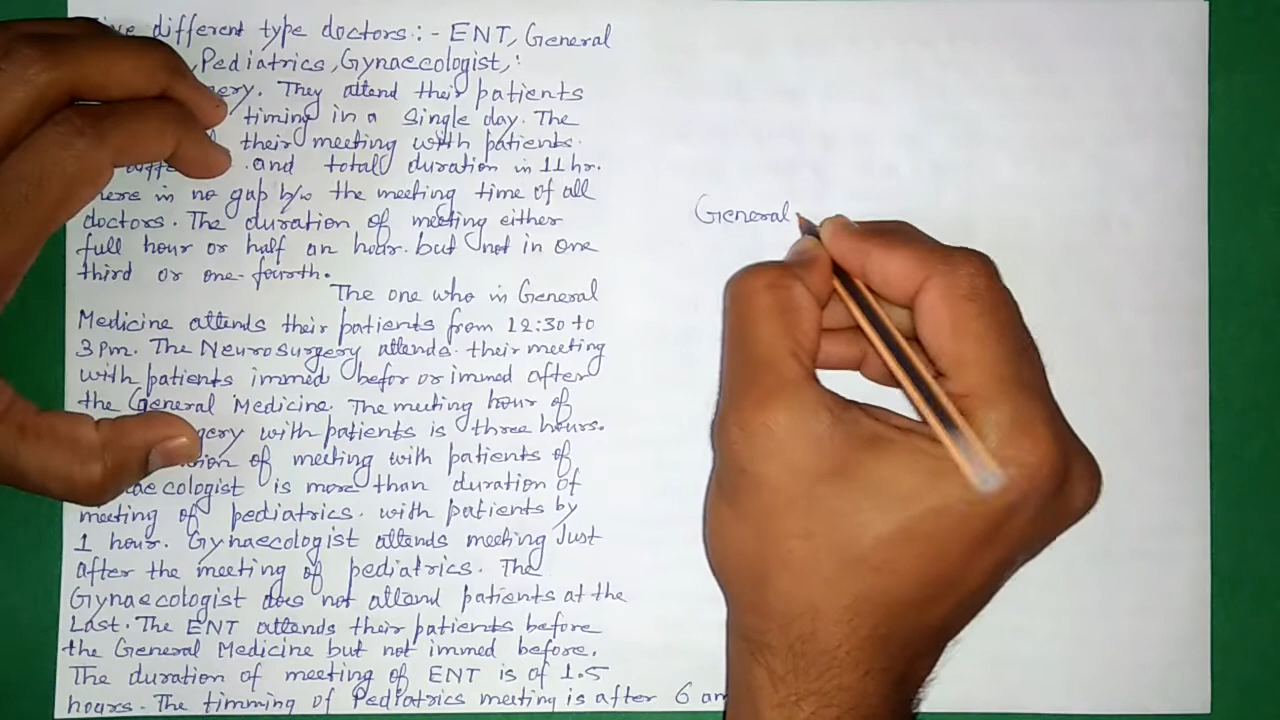 different type doctors:- ENT, General
, Pediatrics, Gynaecologist,
They attend their patients
timing in a single day. The
their meeting with patients.
and total duration in 11 hr.
in no gap b/w the meeting time of all
doctors. The duration of meeting either
full hour or half an hour. but not in one
third or one-fourth.
The one who in General
Medicine attends their patients from 12:30 to
3 Pm. The Neurosurgery attends. their meeting
with patients immed befor or immed after
the General Medicine. The meeting hour of
with patients is three hours.
of meeting with patients of
is more than duration of
meeting of pediatrics. with patients by
1 hour. Gynaecologist attends meeting Just
after the meeting of pediatrics. The
Gynaecologist does not attend patients at the
Last. The ENT attends their patients before
the General Medicine but not immed before.
The duration of meeting of ENT is of 1.5
hours. The timming of Pediatrics meeting is after 6 am
General